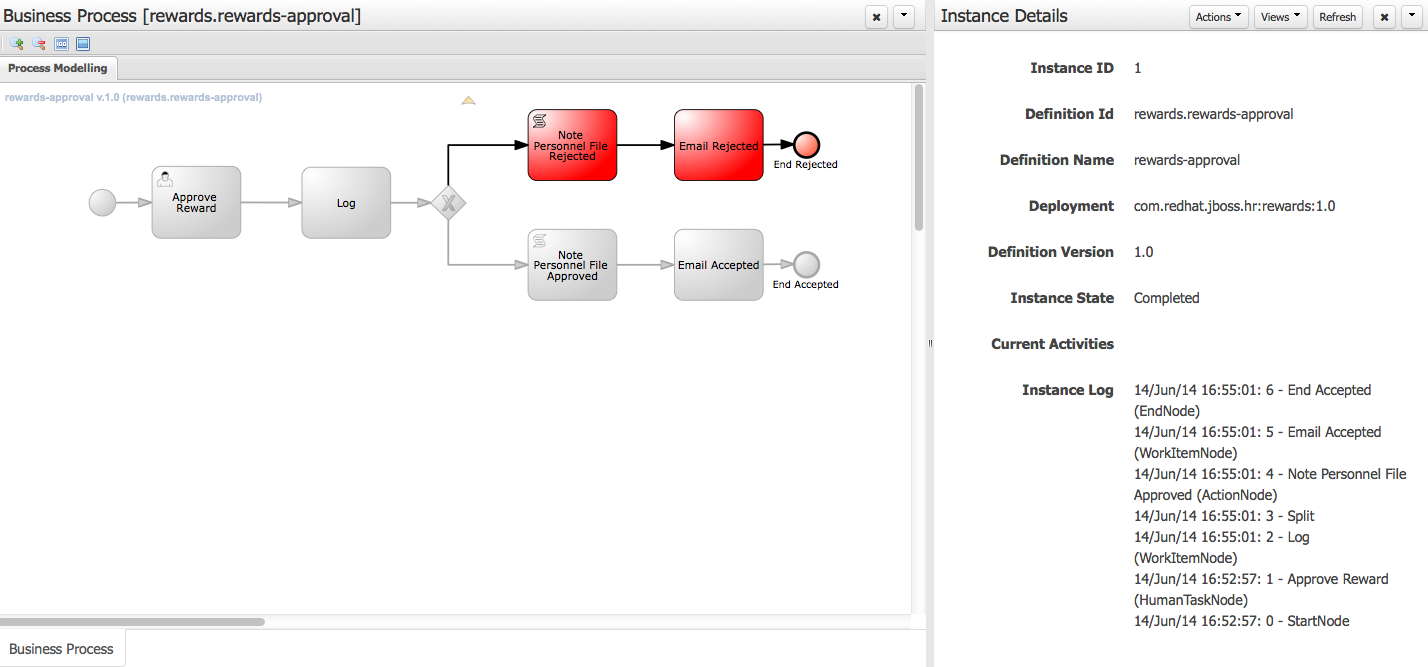 Business Process [rewards.rewards-approval]
Process Modelling
rewards-approval v.1.0 (rewards.rewards-approval)
Approve
Reward
Log
X
Note
Personnel File
Rejected
Email Rejected
End Rejected
Note
Personnel File
Approved
Email Accepted
End Accepted
Business Process
Instance Details
Actions
Views
Refresh
Instance ID 1
Definition Id rewards.rewards-approval
Definition Name rewards-approval
Deployment com.redhat.jboss.hr:rewards:1.0
Definition Version 1.0
Instance State Completed
Current Activities
Instance Log 14/Jun/14 16:55:01: 6 - End Accepted
(EndNode)
14/Jun/14 16:55:01: 5 - Email Accepted
(WorkItemNode)
14/Jun/14 16:55:01: 4 - Note Personnel File
Approved (ActionNode)
14/Jun/14 16:55:01: 3 - Split
14/Jun/14 16:55:01: 2 - Log
(WorkItemNode)
14/Jun/14 16:52:57: 1 - Approve Reward
(HumanTaskNode)
14/Jun/14 16:52:57: 0 - StartNode